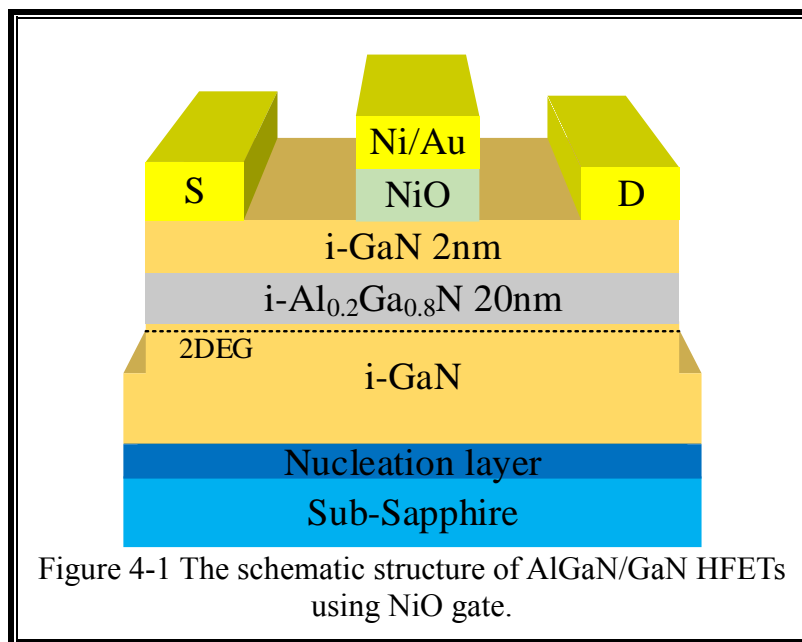 Ni/Au
S
NiO
D
i-GaN 2nm
i-Al₀.₂Ga₀.₈N 20nm
2DEG
i-GaN
Nucleation layer
Sub-Sapphire
Figure 4-1 The schematic structure of AlGaN/GaN HFETs
using NiO gate.